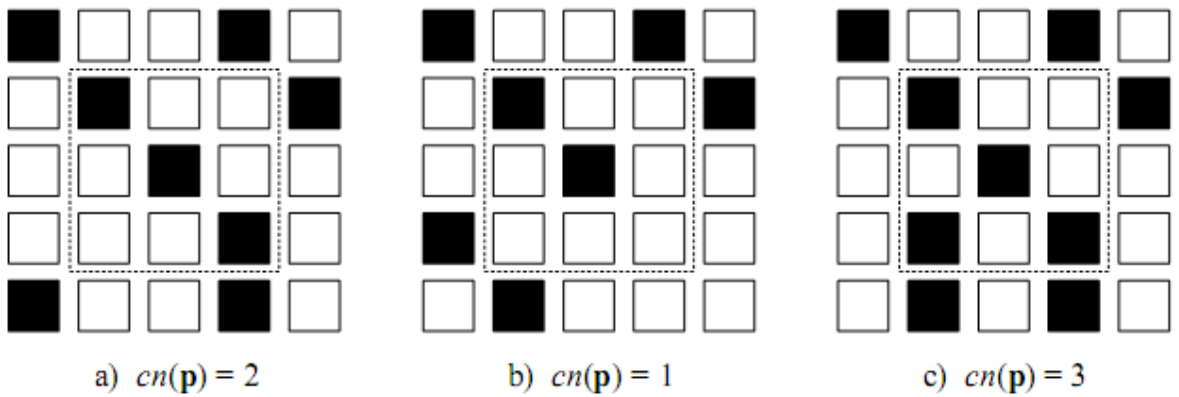 a) cn(p) = 2
b) cn(p) = 1
c) cn(p) = 3